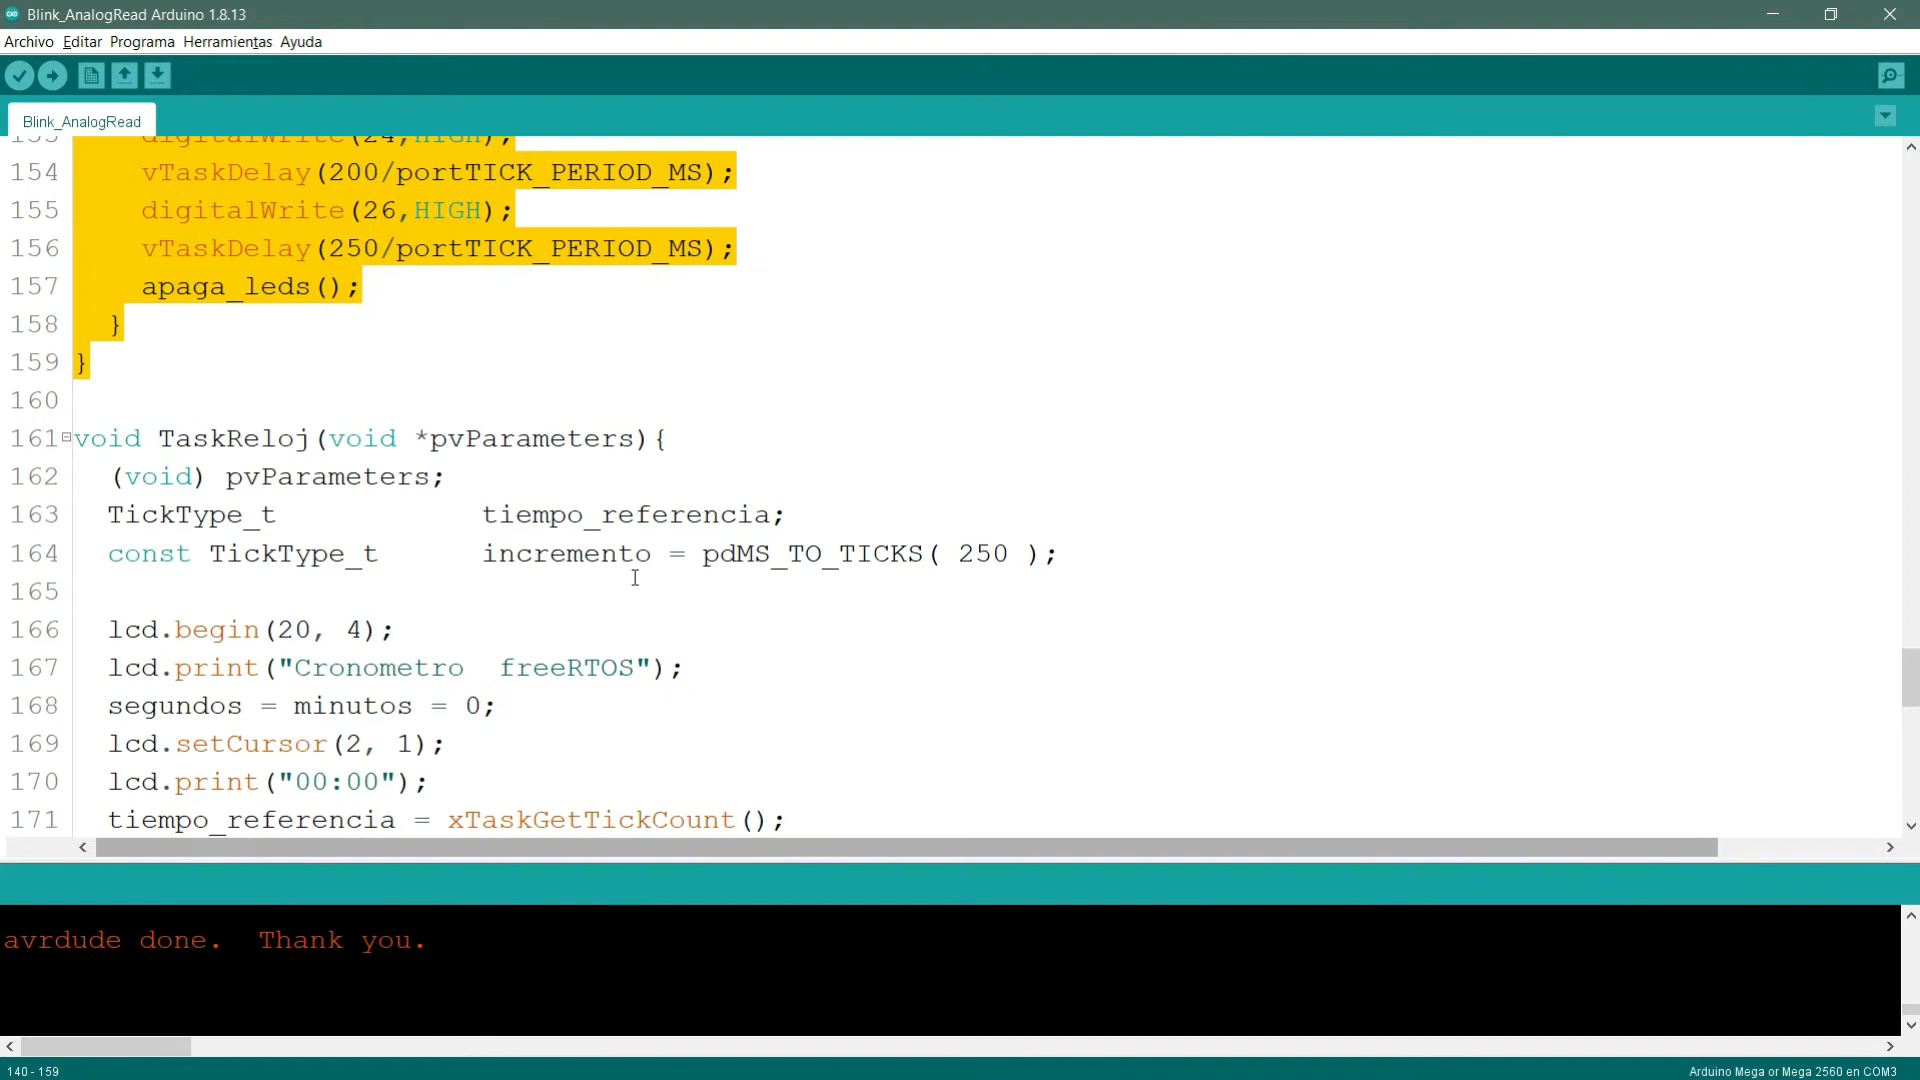 Blink_AnalogRead Arduino 1.8.13
Archivo Editar Programa Herramientas Ayuda
Blink_AnalogRead
153 digitalWrite(24,HIGH);
154 vTaskDelay(200/portTICK_PERIOD_MS);
155 digitalWrite(26,HIGH);
156 vTaskDelay(250/portTICK_PERIOD_MS);
157 apaga_leds();
158 }
159 }
160
161 void TaskReloj(void *pvParameters){
162 (void) pvParameters;
163 TickType_t tiempo_referencia;
164 const TickType_t incremento = pdMS_TO_TICKS( 250 );
165
166 lcd.begin(20, 4);
167 lcd.print("Cronometro  freeRTOS");
168 segundos = minutos = 0;
169 lcd.setCursor(2, 1);
170 lcd.print("00:00");
171 tiempo_referencia = xTaskGetTickCount();
avrdude done.  Thank you.
140 - 159
Arduino Mega or Mega 2560 en COM3